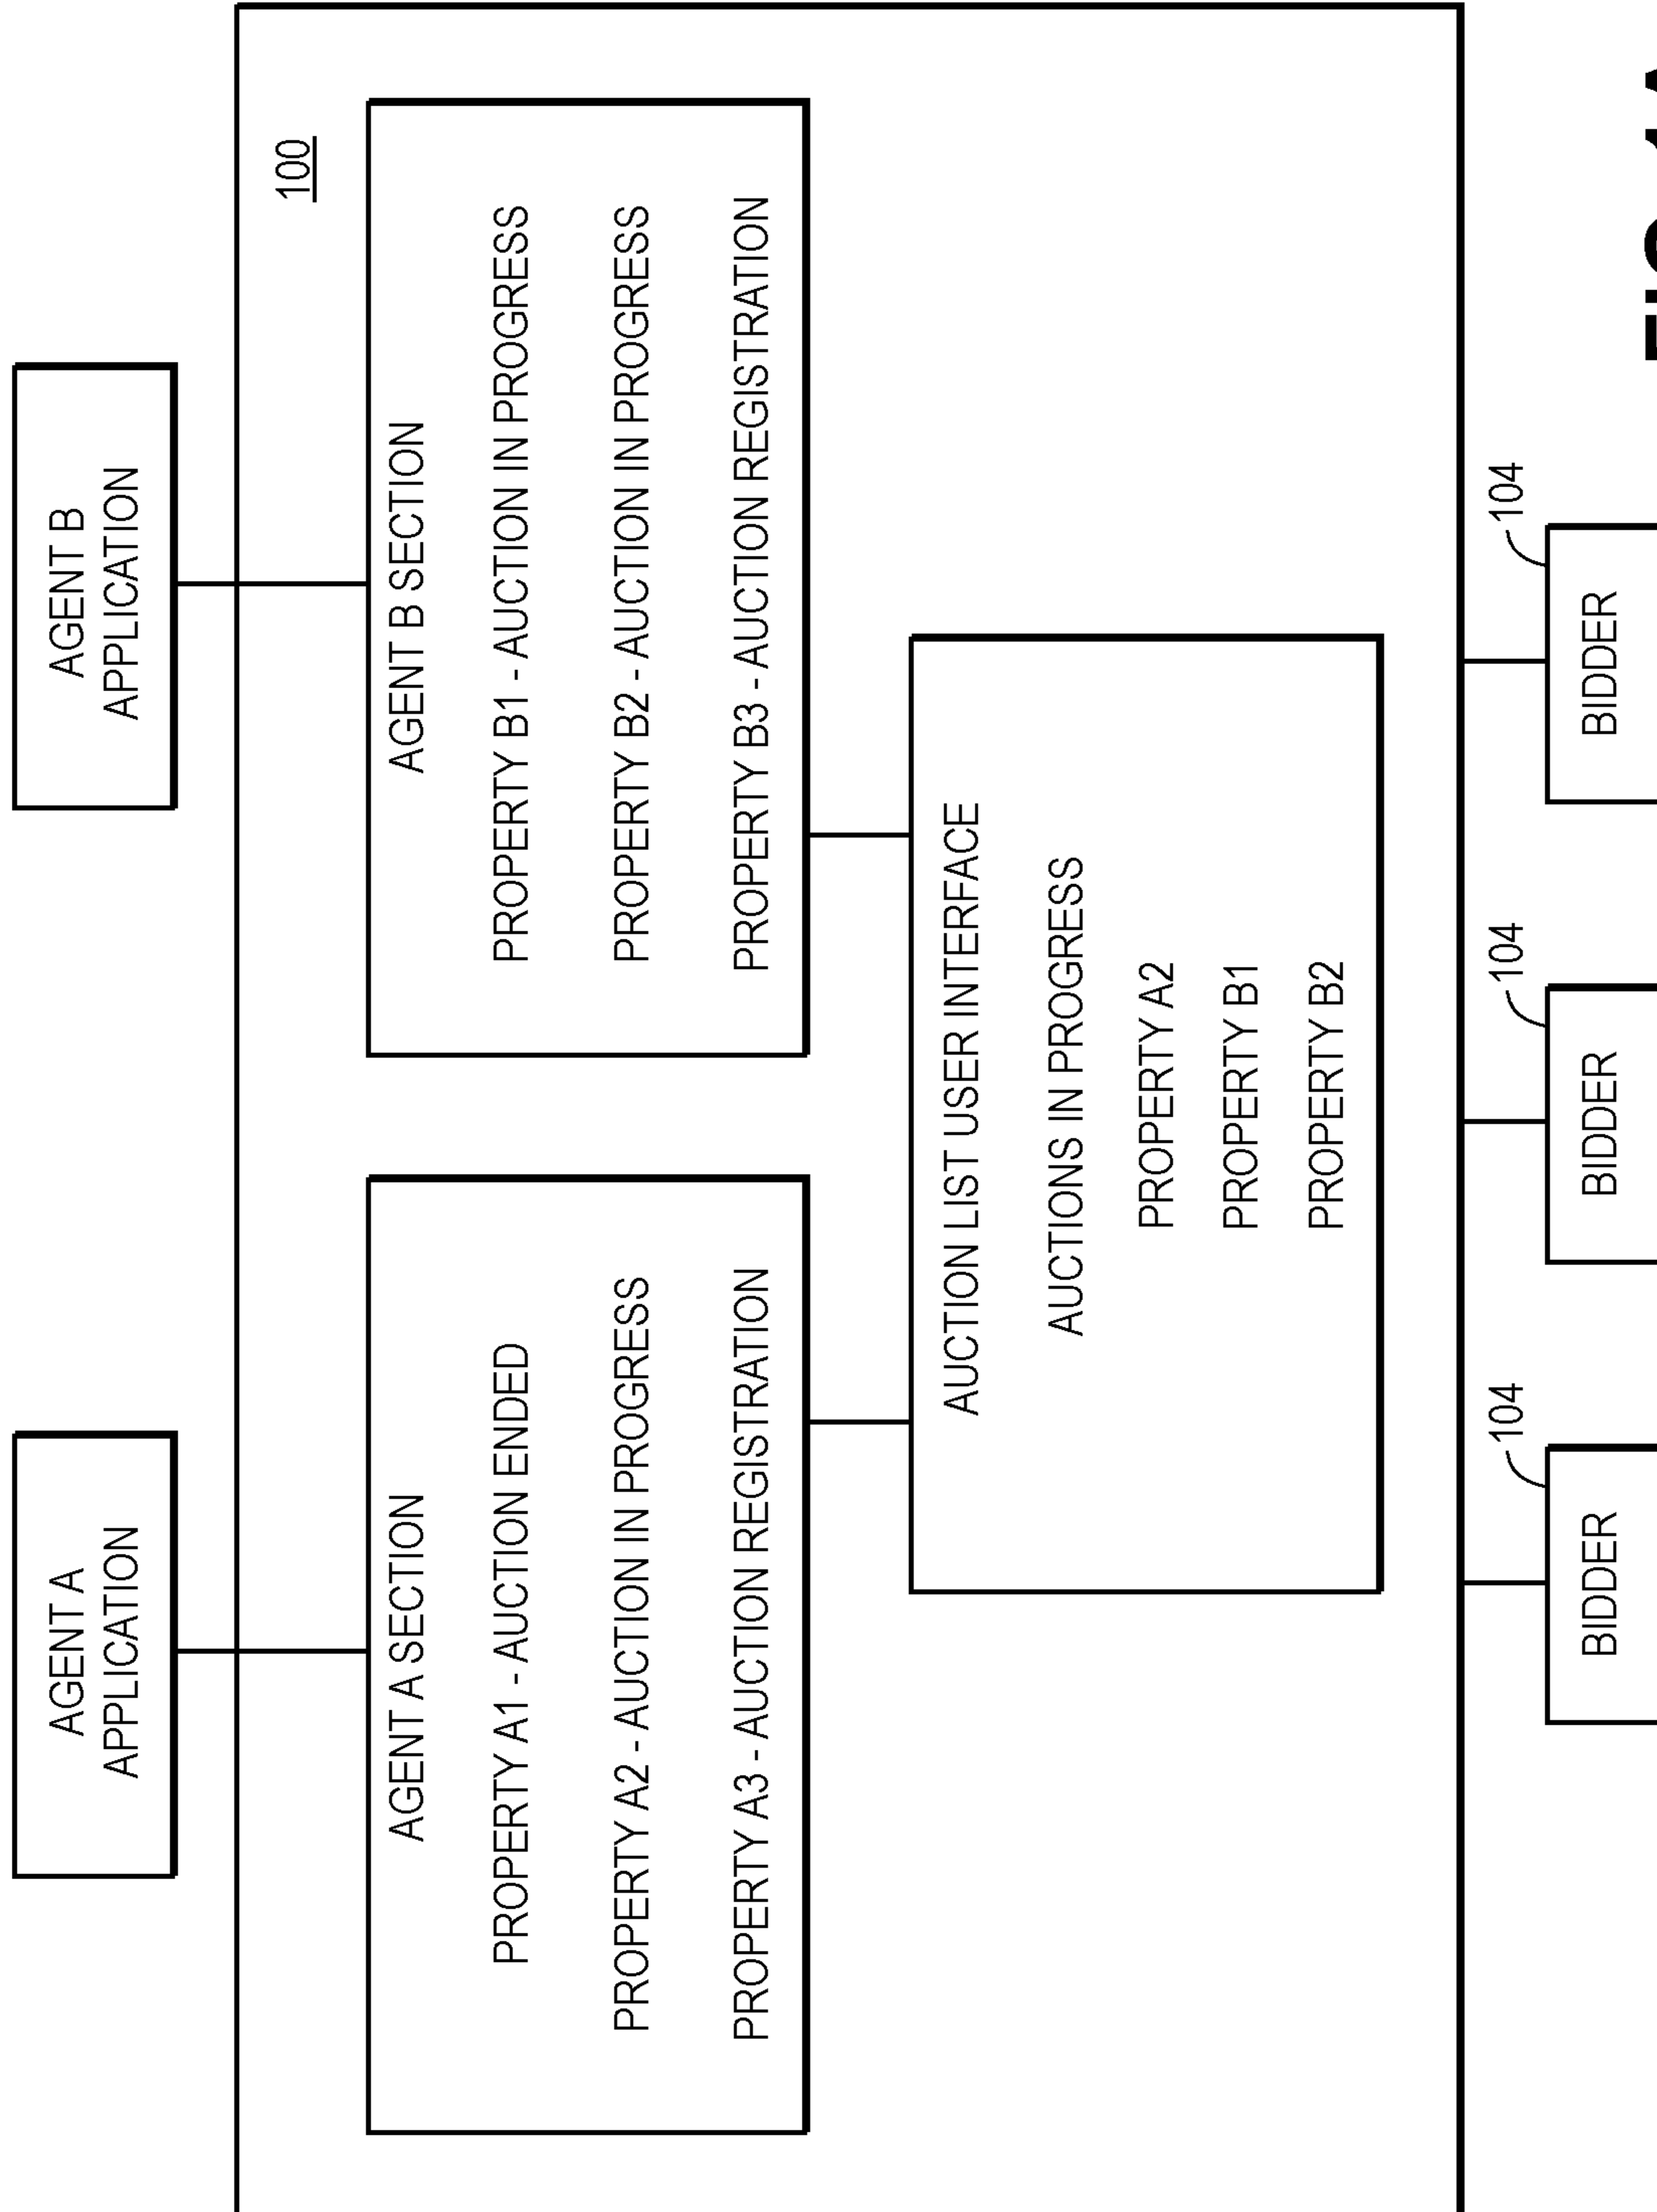 AGENT A
APPLICATION
AGENT B
APPLICATION
100
AGENT A SECTION
PROPERTY A1 - AUCTION ENDED
PROPERTY A2 - AUCTION IN PROGRESS
PROPERTY A3 - AUCTION REGISTRATION
AGENT B SECTION
PROPERTY B1 - AUCTION IN PROGRESS
PROPERTY B2 - AUCTION IN PROGRESS
PROPERTY B3 - AUCTION REGISTRATION
AUCTION LIST USER INTERFACE
AUCTIONS IN PROGRESS
PROPERTY A2
PROPERTY B1
PROPERTY B2
104
104
104
BIDDER
BIDDER
BIDDER